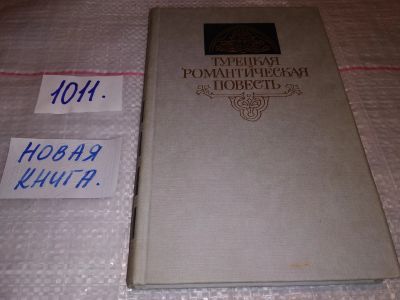 1011.
НОВАЯ
КНИГА.
ТУРЕЦКАЯ
РОМАНТИЧЕСКАЯ
ПОВЕСТЬ